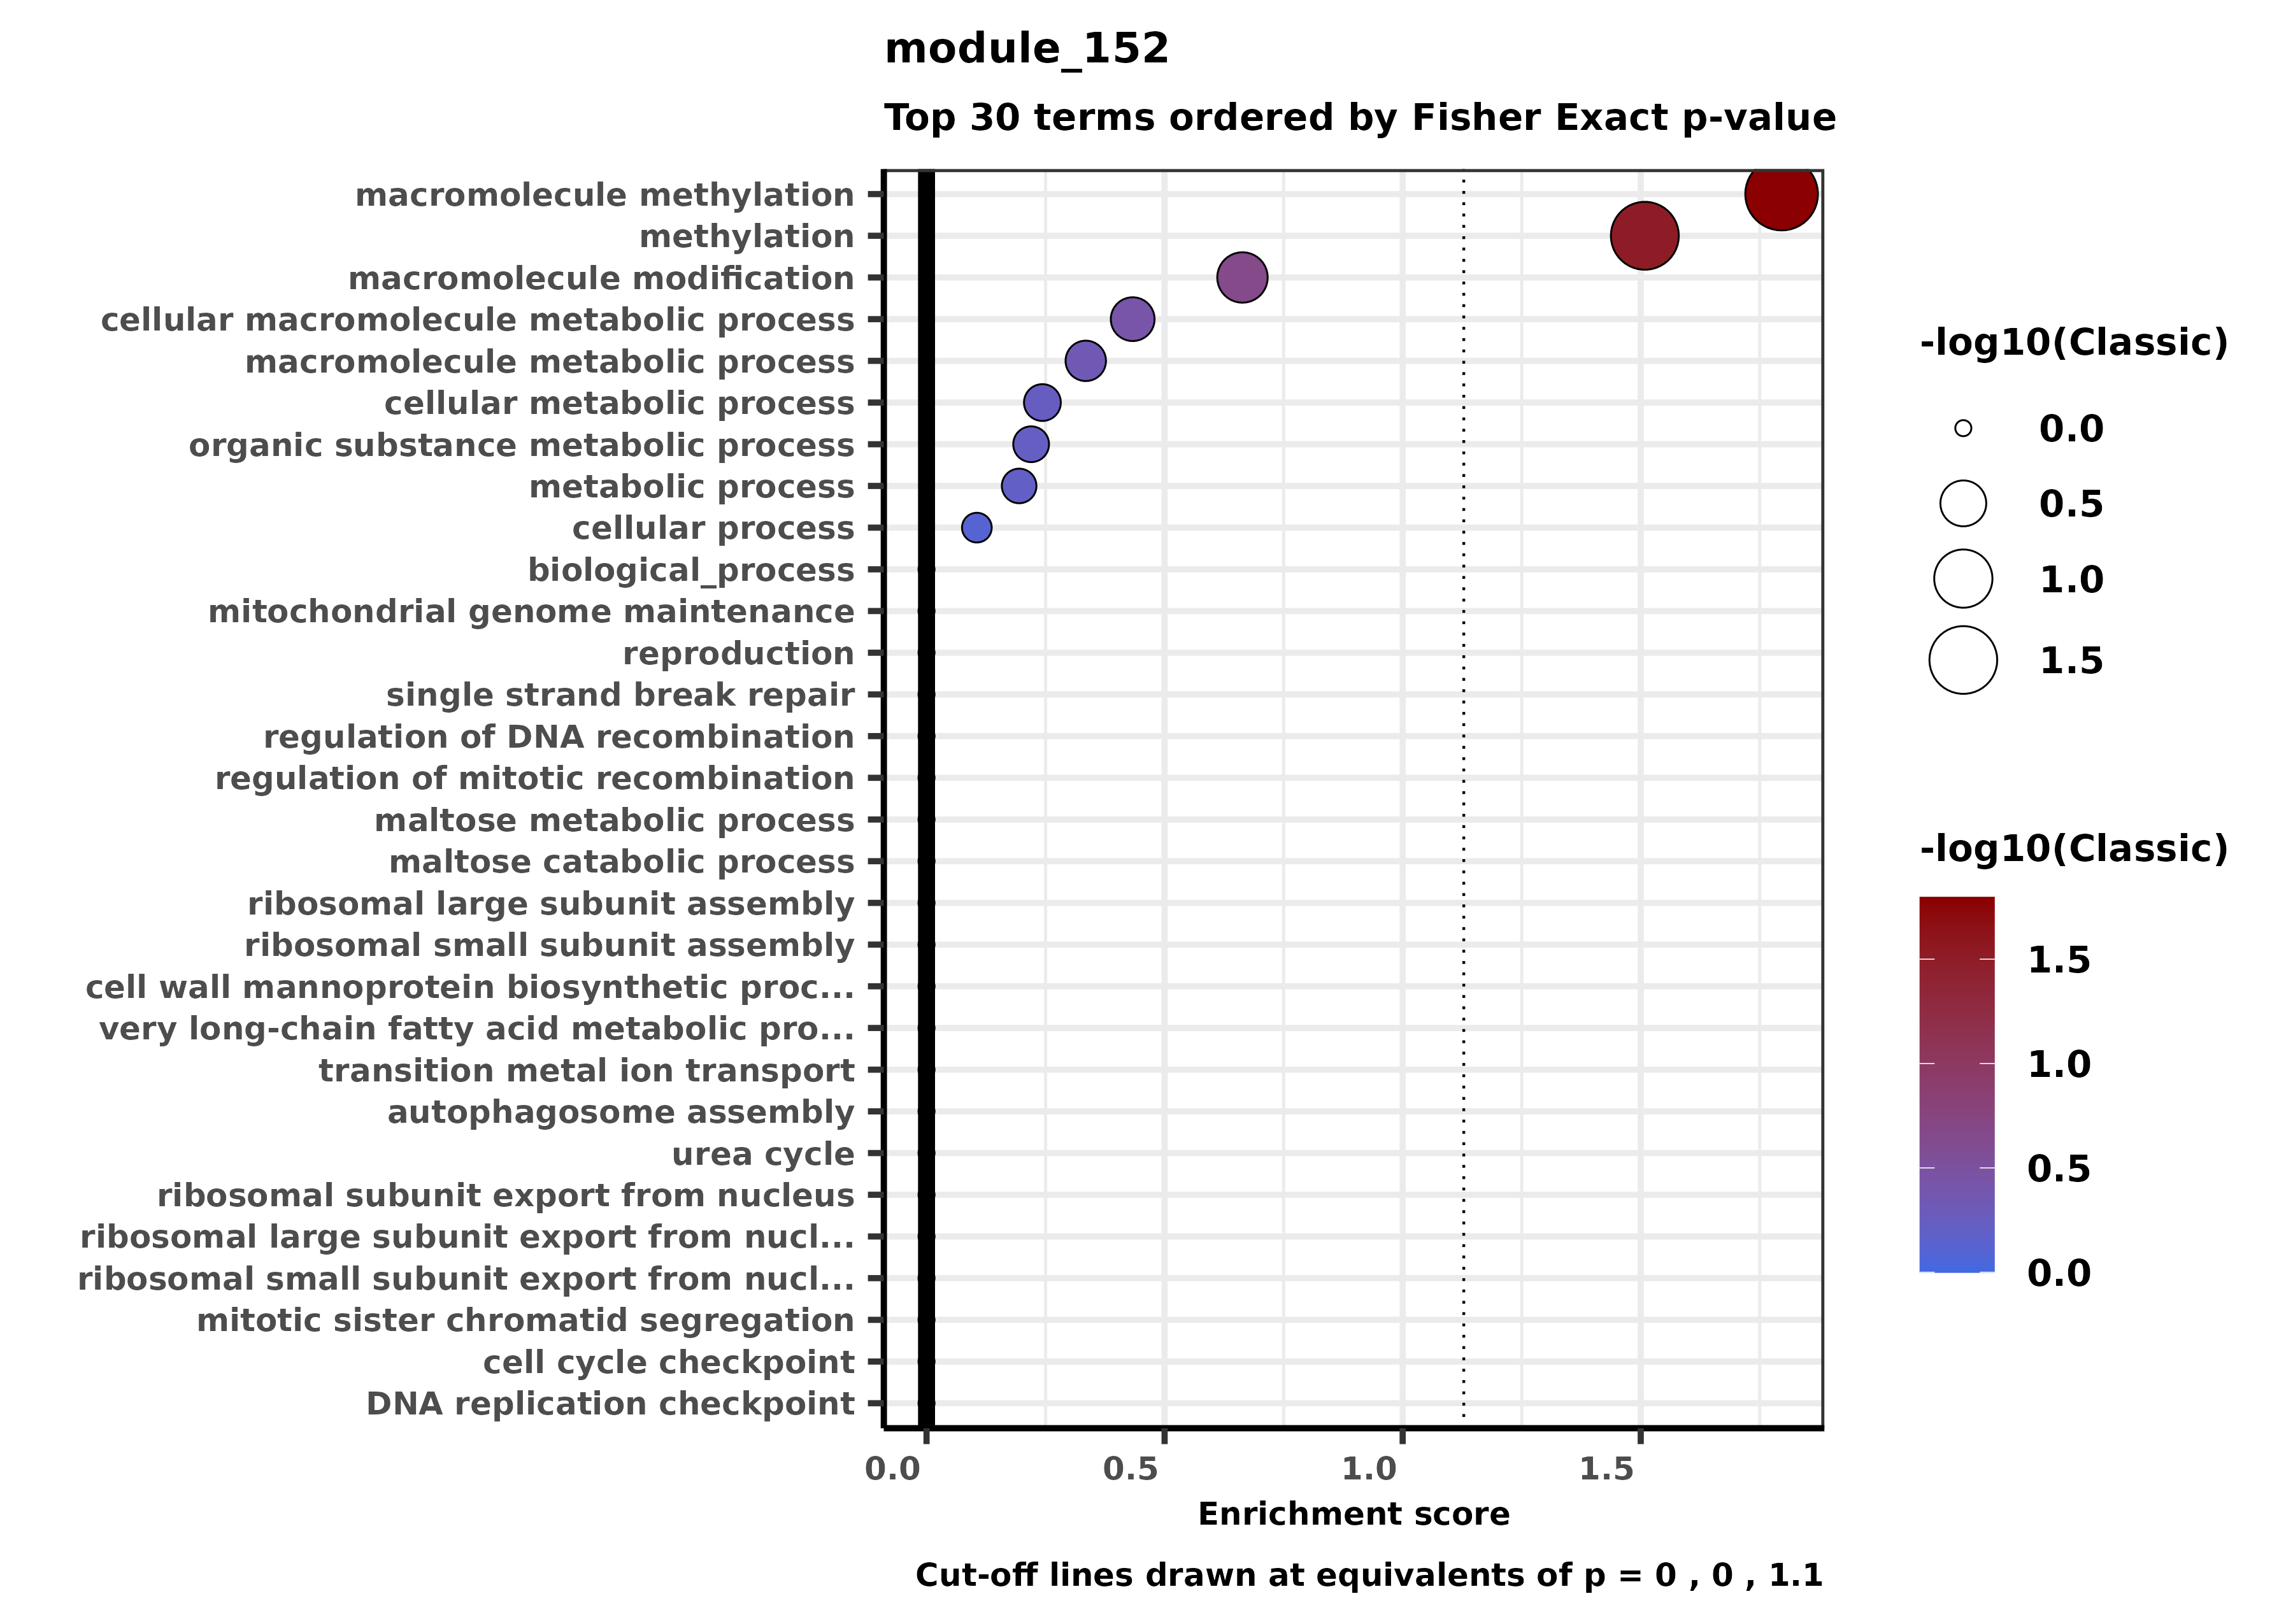 module_152
Top 30 terms ordered by Fisher Exact p-value
macromolecule methylation
methylation
macromolecule modification
cellular macromolecule metabolic process
macromolecule metabolic process
cellular metabolic process
organic substance metabolic process
metabolic process
cellular process
biological_process
mitochondrial genome maintenance
reproduction
single strand break repair
regulation of DNA recombination
regulation of mitotic recombination
maltose metabolic process
maltose catabolic process
ribosomal large subunit assembly
ribosomal small subunit assembly
cell wall mannoprotein biosynthetic proc...
very long-chain fatty acid metabolic pro...
transition metal ion transport
autophagosome assembly
urea cycle
ribosomal subunit export from nucleus
ribosomal large subunit export from nucl...
ribosomal small subunit export from nucl...
mitotic sister chromatid segregation
cell cycle checkpoint
DNA replication checkpoint
0.0 0.5 1.0 1.5
Enrichment score
Cut-off lines drawn at equivalents of p = 0 , 0 , 1.1
-log10(Classic)
0.0
0.5
1.0
1.5
-log10(Classic)
1.5
1.0
0.5
0.0